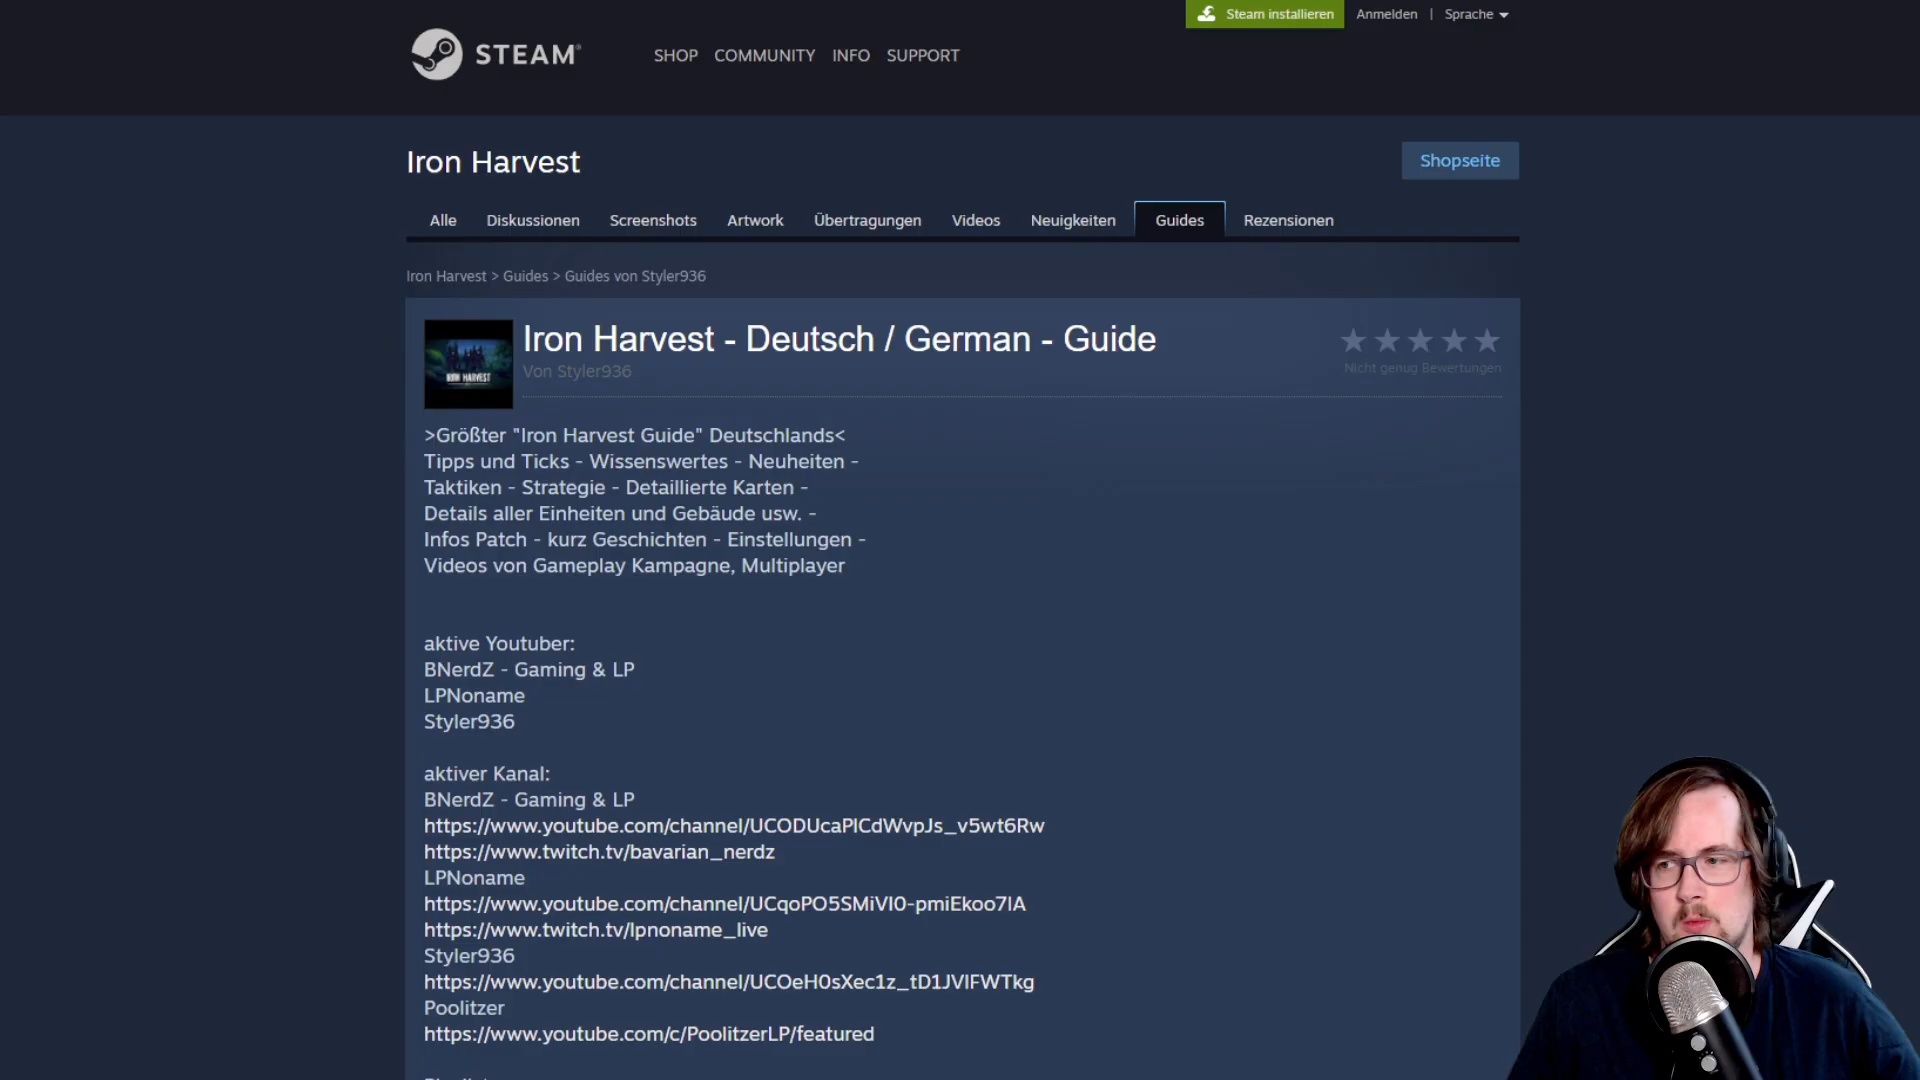 Steam installieren Anmelden | Sprache
STEAM®
SHOP COMMUNITY INFO SUPPORT
Iron Harvest
Shopseite
Alle Diskussionen Screenshots Artwork Übertragungen Videos Neuigkeiten Guides Rezensionen
Iron Harvest > Guides > Guides von Styler936
IRON HARVEST
Iron Harvest - Deutsch / German - Guide
Von Styler936
Nicht genug Bewertungen
>Größter "Iron Harvest Guide" Deutschlands<
Tipps und Ticks - Wissenswertes - Neuheiten -
Taktiken - Strategie - Detaillierte Karten -
Details aller Einheiten und Gebäude usw. -
Infos Patch - kurz Geschichten - Einstellungen -
Videos von Gameplay Kampagne, Multiplayer
aktive Youtuber:
BNerdZ - Gaming & LP
LPNoname
Styler936
aktiver Kanal:
BNerdZ - Gaming & LP
https://www.youtube.com/channel/UCODUcaPlCdWvpJs_v5wt6Rw
https://www.twitch.tv/bavarian_nerdz
LPNoname
https://www.youtube.com/channel/UCqoPO5SMiVI0-pmiEkoo7lA
https://www.twitch.tv/lpnoname_live
Styler936
https://www.youtube.com/channel/UCOeH0sXec1z_tD1JVlFWTkg
Poolitzer
https://www.youtube.com/c/PoolitzerLP/featured